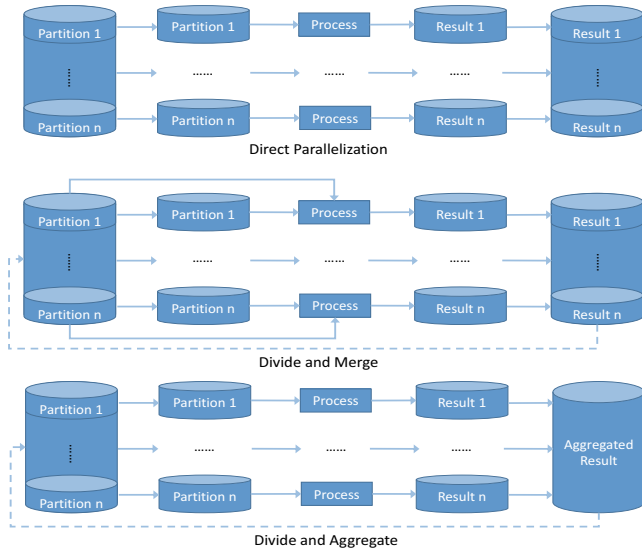 Partition 1 Partition 1 Process Result 1 Result 1
...... ...... ...... ...... ......
Partition n Partition n Process Result n Result n
Direct Parallelization
Partition 1 Partition 1 Process Result 1 Result 1
...... ...... ...... ...... ......
Partition n Partition n Process Result n Result n
Divide and Merge
Partition 1 Partition 1 Process Result 1
...... ...... ...... ...... Aggregated
Result
Partition n Partition n Process Result n
Divide and Aggregate